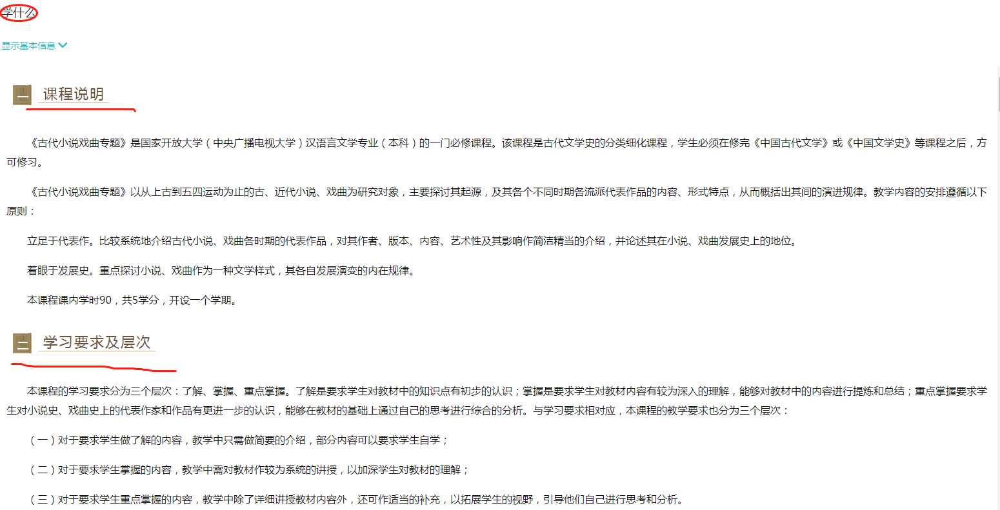 学什么
显示基本信息
一 课程说明
《古代小说戏曲专题》是国家开放大学（中央广播电视大学）汉语言文学专业（本科）的一门必修课程。该课程是古代文学史的分类细化课程，学生必须在修完《中国古代文学》或《中国文学史》等课程之后，方
可修习。
《古代小说戏曲专题》以从上古到五四运动为止的古、近代小说、戏曲为研究对象，主要探讨其起源，及其各个不同时期各流派代表作品的内容、形式特点，从而概括出其间的演进规律。教学内容的安排遵循以下
原则：
立足于代表作。比较系统地介绍古代小说、戏曲各时期的代表作品，对其作者、版本、内容、艺术性及其影响作简洁精当的介绍，并论述其在小说、戏曲发展史上的地位。
着眼于发展史。重点探讨小说、戏曲作为一种文学样式，其各自发展演变的内在规律。
本课程课内学时90，共5学分，开设一个学期。
二 学习要求及层次
本课程的学习要求分为三个层次：了解、掌握、重点掌握。了解是要求学生对教材中的知识点有初步的认识；掌握是要求学生对教材内容有较为深入的理解，能够对教材中的内容进行提炼和总结；重点掌握要求学
生对小说史、戏曲史上的代表作家和作品有更进一步的认识，能够在教材的基础上通过自己的思考进行综合的分析。与学习要求相对应，本课程的教学要求也分为三个层次：
（一）对于要求学生做了解的内容，教学中只需做简要的介绍，部分内容可以要求学生自学；
（二）对于要求学生掌握的内容，教学中需对教材作较为系统的讲授，以加深学生对教材的理解；
（三）对于要求学生重点掌握的内容，教学中除了详细讲授教材内容外，还可作适当的补充，以拓展学生的视野，引导他们自己进行思考和分析。